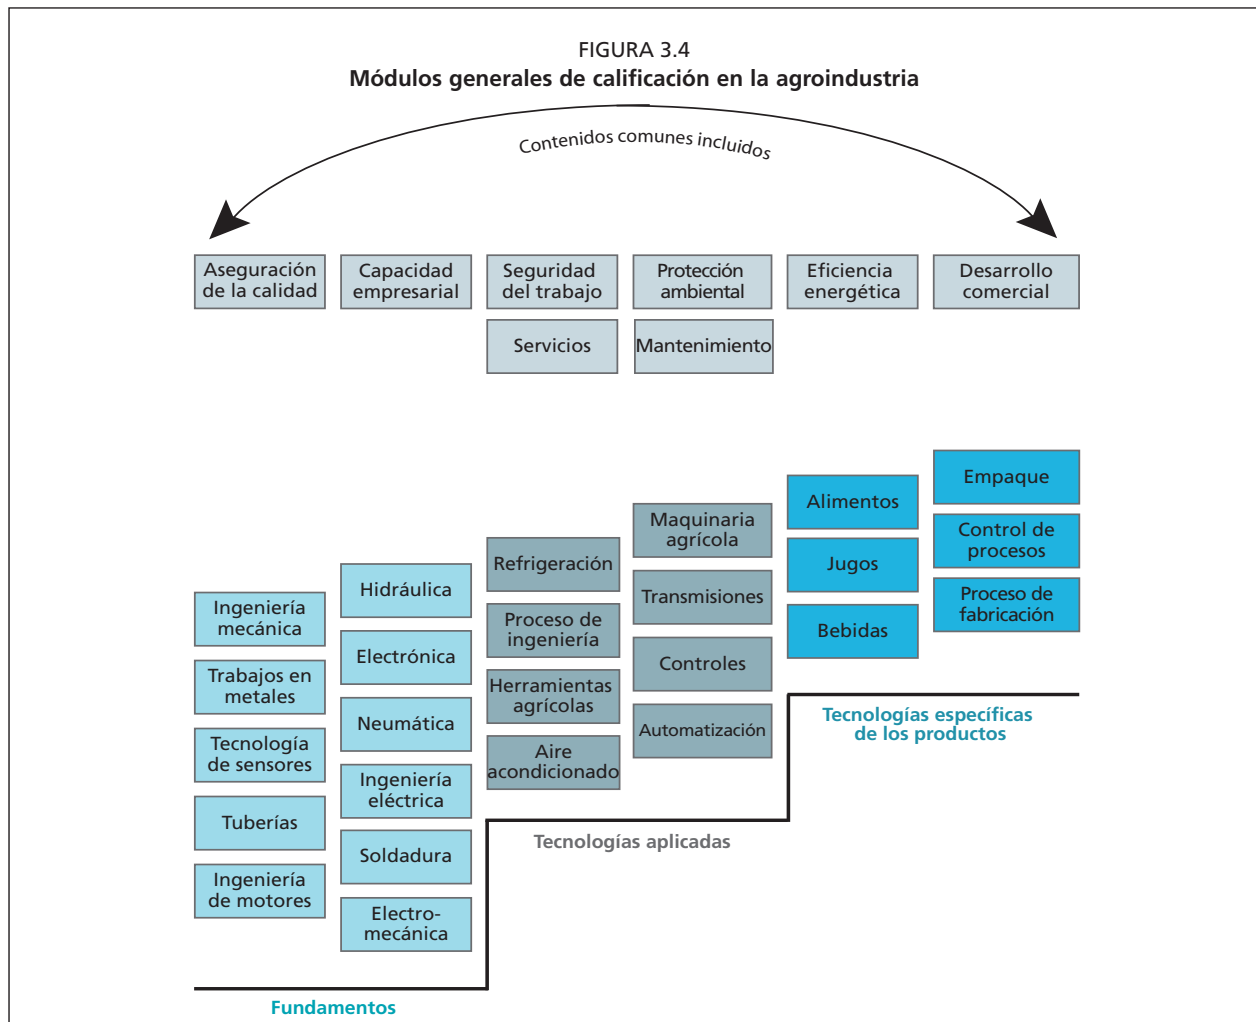 FIGURA 3.4
Módulos generales de calificación en la agroindustria
Contenidos comunes incluidos
Aseguración
de la calidad
Capacidad
empresarial
Seguridad
del trabajo
Protección
ambiental
Eficiencia
energética
Desarrollo
comercial
Servicios
Mantenimiento
Ingeniería
mecánica
Trabajos en
metales
Tecnología
de sensores
Tuberías
Ingeniería
de motores
Hidráulica
Electrónica
Neumática
Ingeniería
eléctrica
Soldadura
Electro-
mecánica
Refrigeración
Proceso de
ingeniería
Herramientas
agrícolas
Aire
acondicionado
Maquinaria
agrícola
Transmisiones
Controles
Automatización
Alimentos
Jugos
Bebidas
Empaque
Control de
procesos
Proceso de
fabricación
Tecnologías específicas
de los productos
Tecnologías aplicadas
Fundamentos